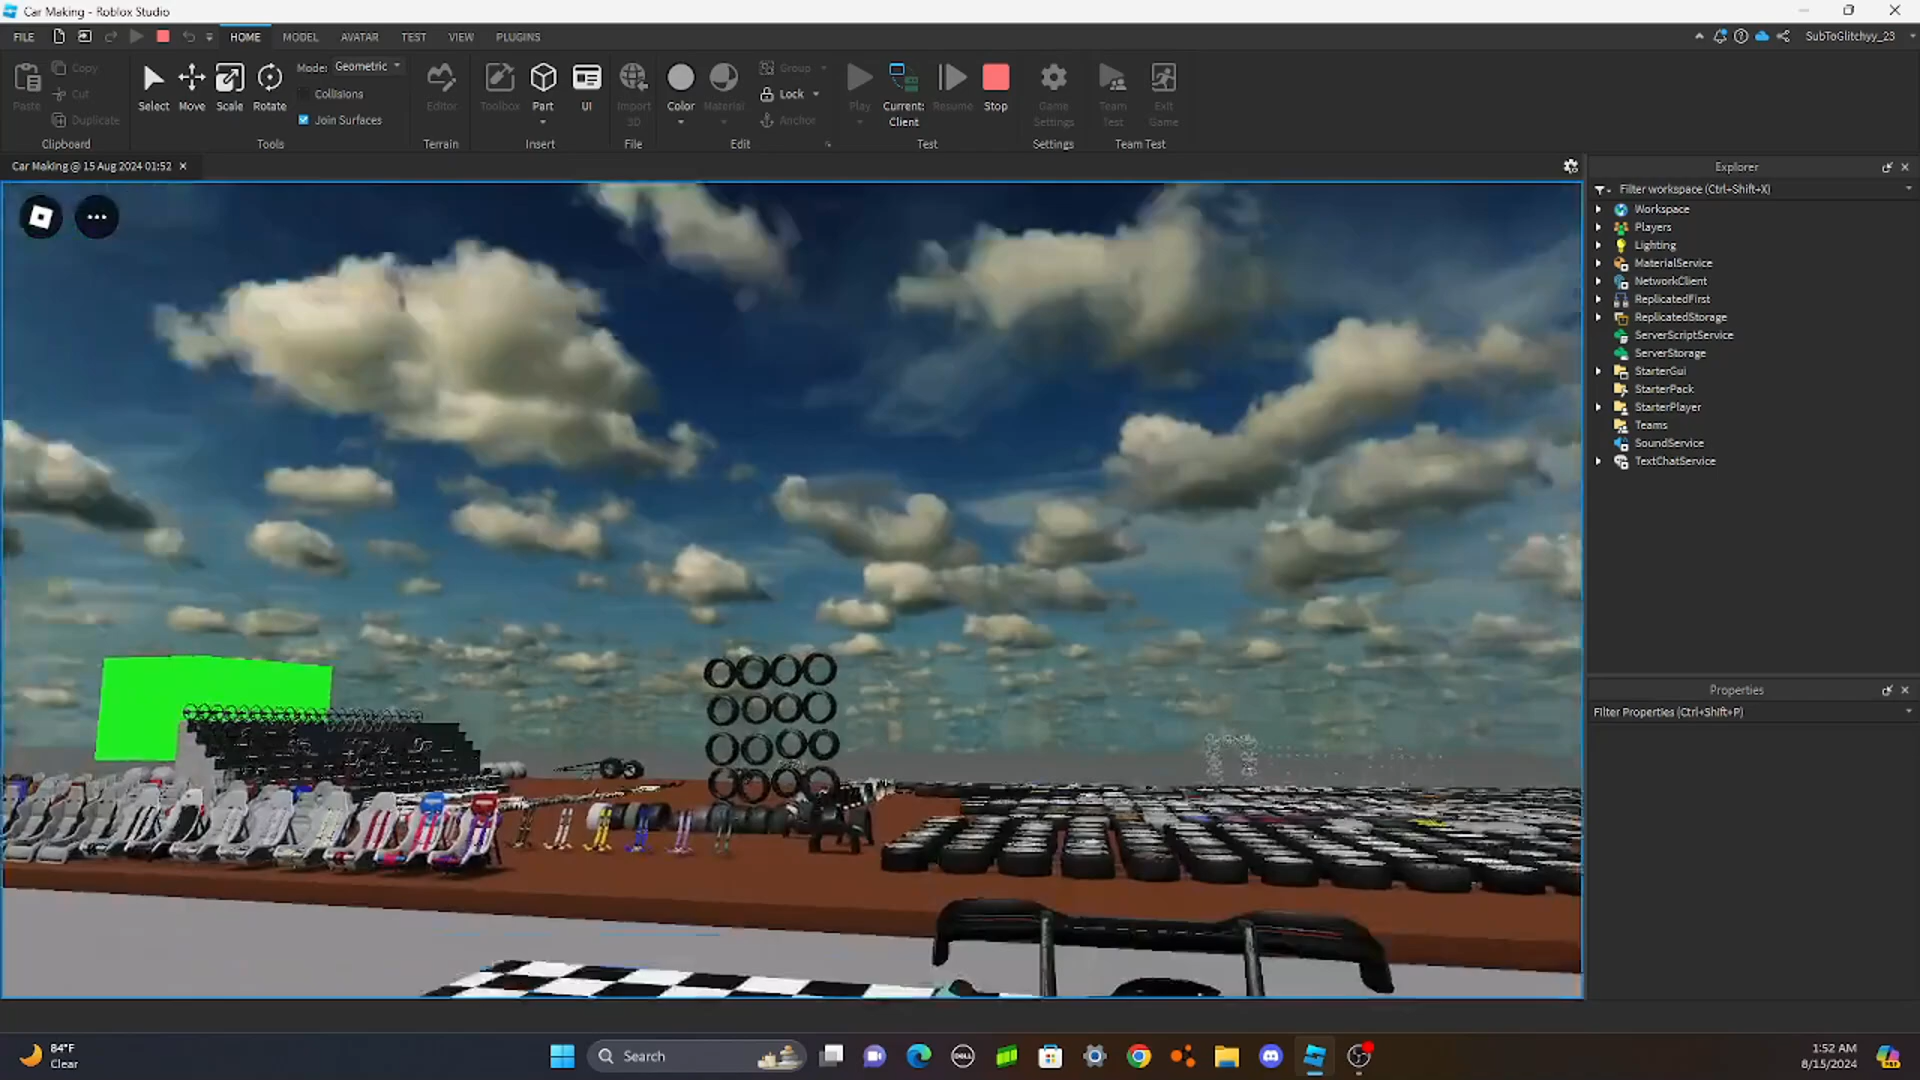 Car Making - Roblox Studio
FILE HOME MODEL AVATAR TEST VIEW PLUGINS SubToGlitchyy_23
Paste Copy Cut Duplicate
Clipboard
Select Move Scale Rotate
Mode: Geometric
Collisions
Join Surfaces
Tools
Editor
Terrain
Toolbox Part UI
Insert
Import 3D
File
Color Material
Group
Lock
Anchor
Edit
Play Current: Client Resume Stop
Test
Game Settings
Settings
Team Test Exit Game
Team Test
Car Making @ 15 Aug 2024 01:52
Explorer
Filter workspace (Ctrl+Shift+X)
Workspace
Players
Lighting
MaterialService
NetworkClient
ReplicatedFirst
ReplicatedStorage
ServerScriptService
ServerStorage
StarterGui
StarterPack
StarterPlayer
Teams
SoundService
TextChatService
Properties
Filter Properties (Ctrl+Shift+P)
84°F
Clear
Search
DELL
1:52 AM
8/15/2024